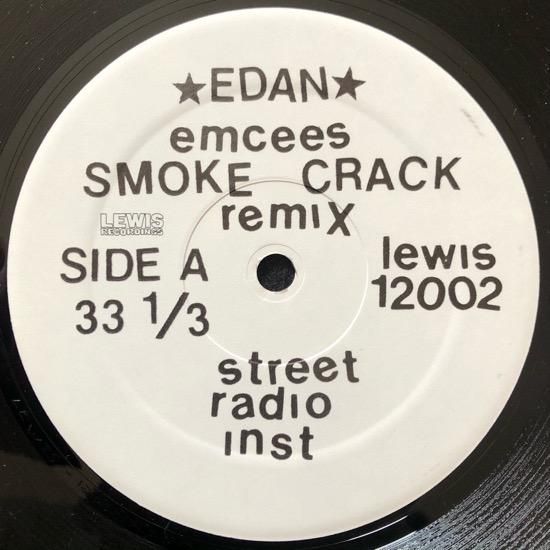 ★EDAN★
emcees
SMOKE CRACK
remix
LEWIS
RECORDINGS
SIDE A
33 1/3
lewis
12002
street
radio
inst